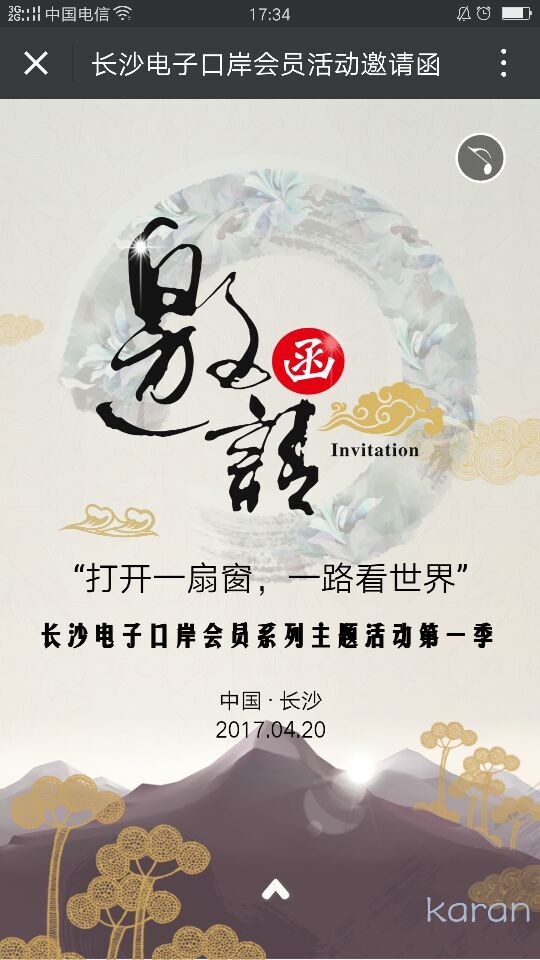 3G 2G 中国电信 17:34
长沙电子口岸会员活动邀请函
邀請
函
Invitation
“打开一扇窗，一路看世界”
长沙电子口岸会员系列主题活动第一季
中国·长沙
2017.04.20
karan